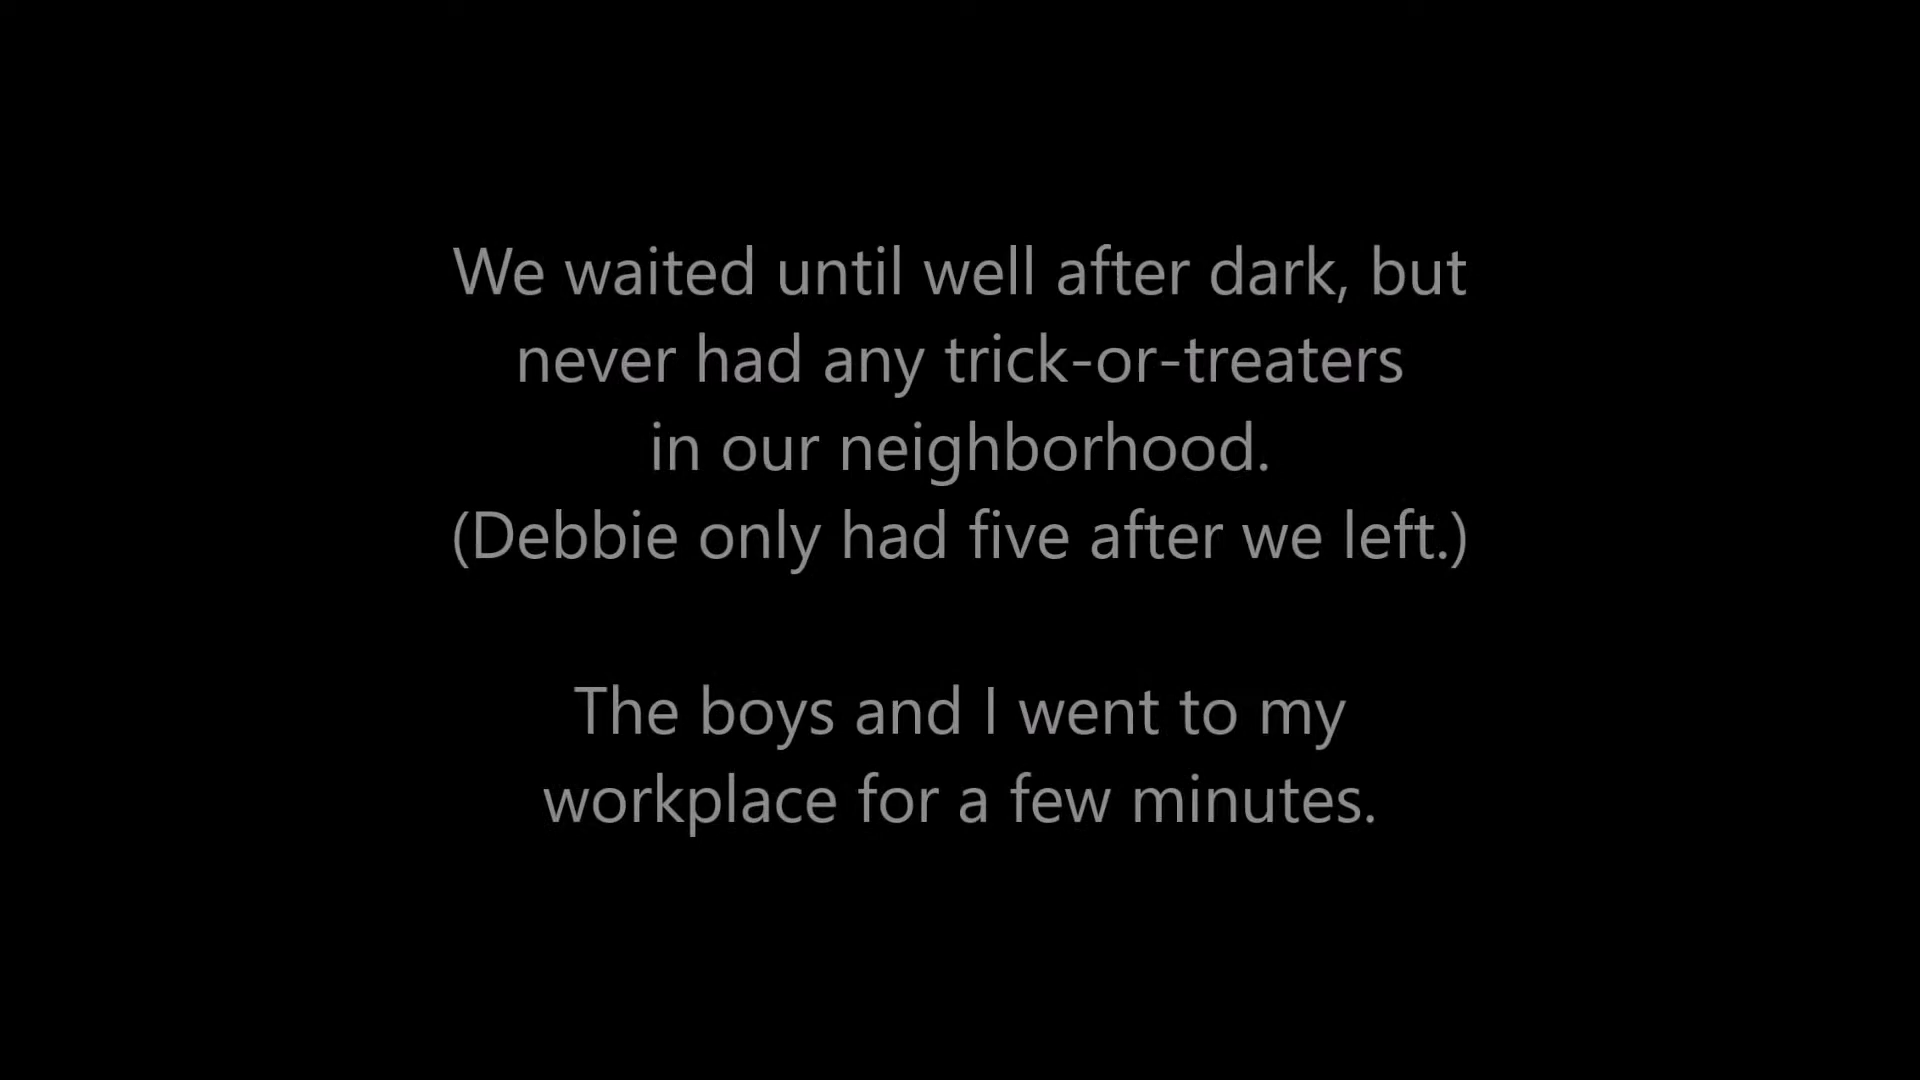 We waited until well after dark, but
never had any trick-or-treaters
in our neighborhood.
(Debbie only had five after we left.)
The boys and I went to my
workplace for a few minutes.